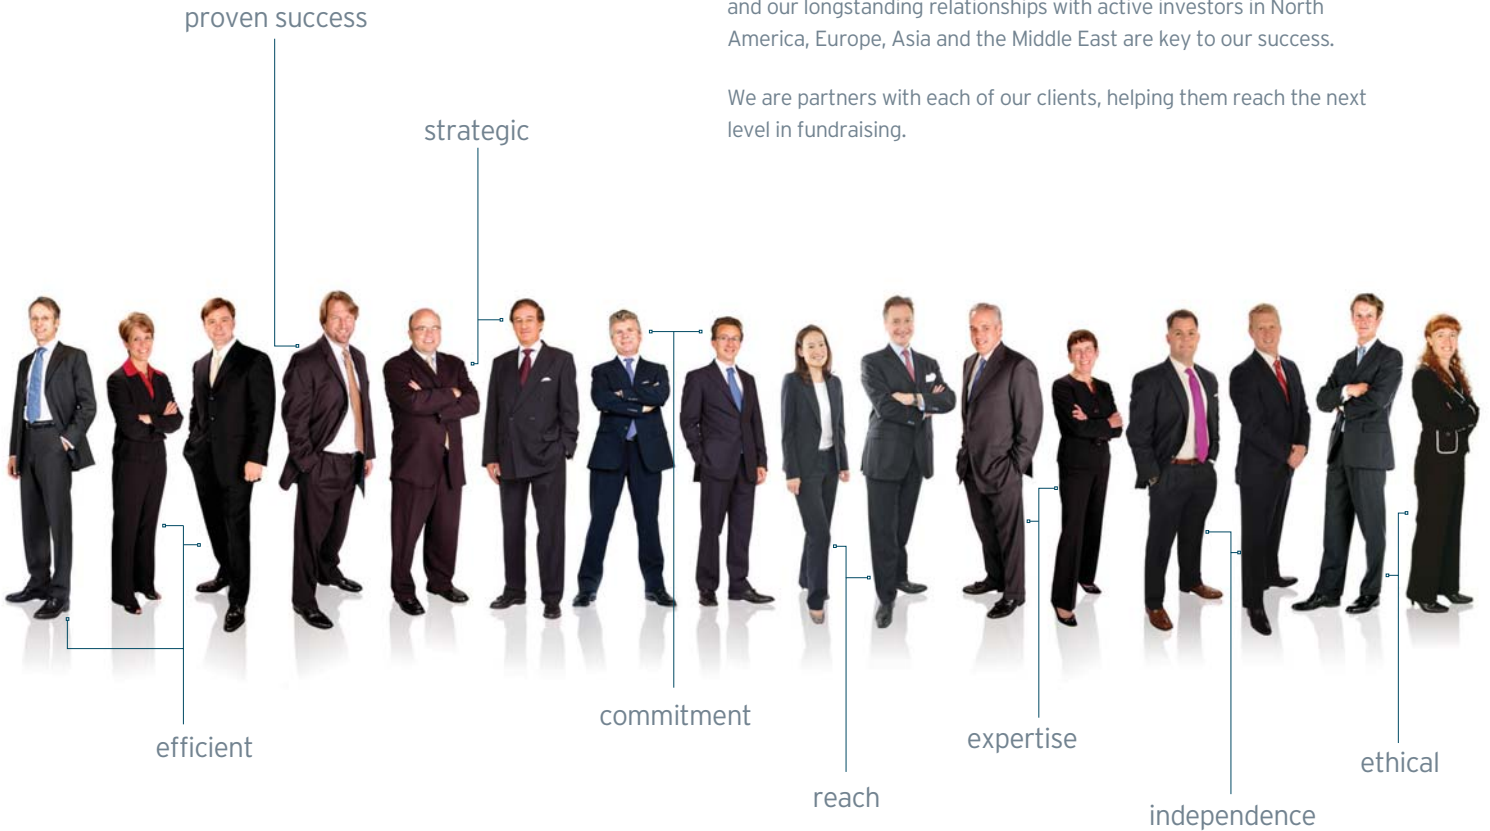 proven success
and our longstanding relationships with active investors in North
America, Europe, Asia and the Middle East are key to our success.
We are partners with each of our clients, helping them reach the next
level in fundraising.
strategic
commitment
efficient
expertise
ethical
reach
independence